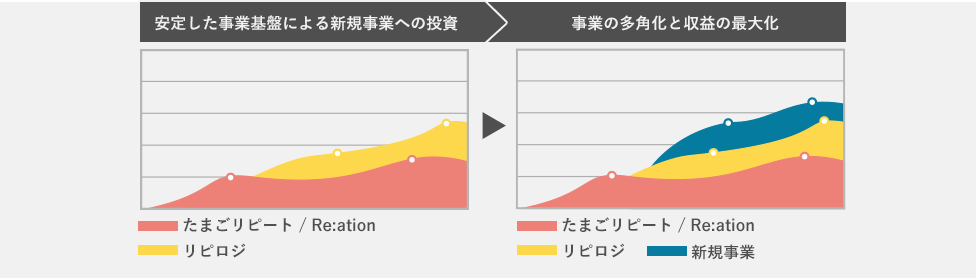 安定した事業基盤による新規事業への投資
事業の多角化と収益の最大化
たまごリピート / Re:ation
リピロジ
たまごリピート / Re:ation
リピロジ
新規事業